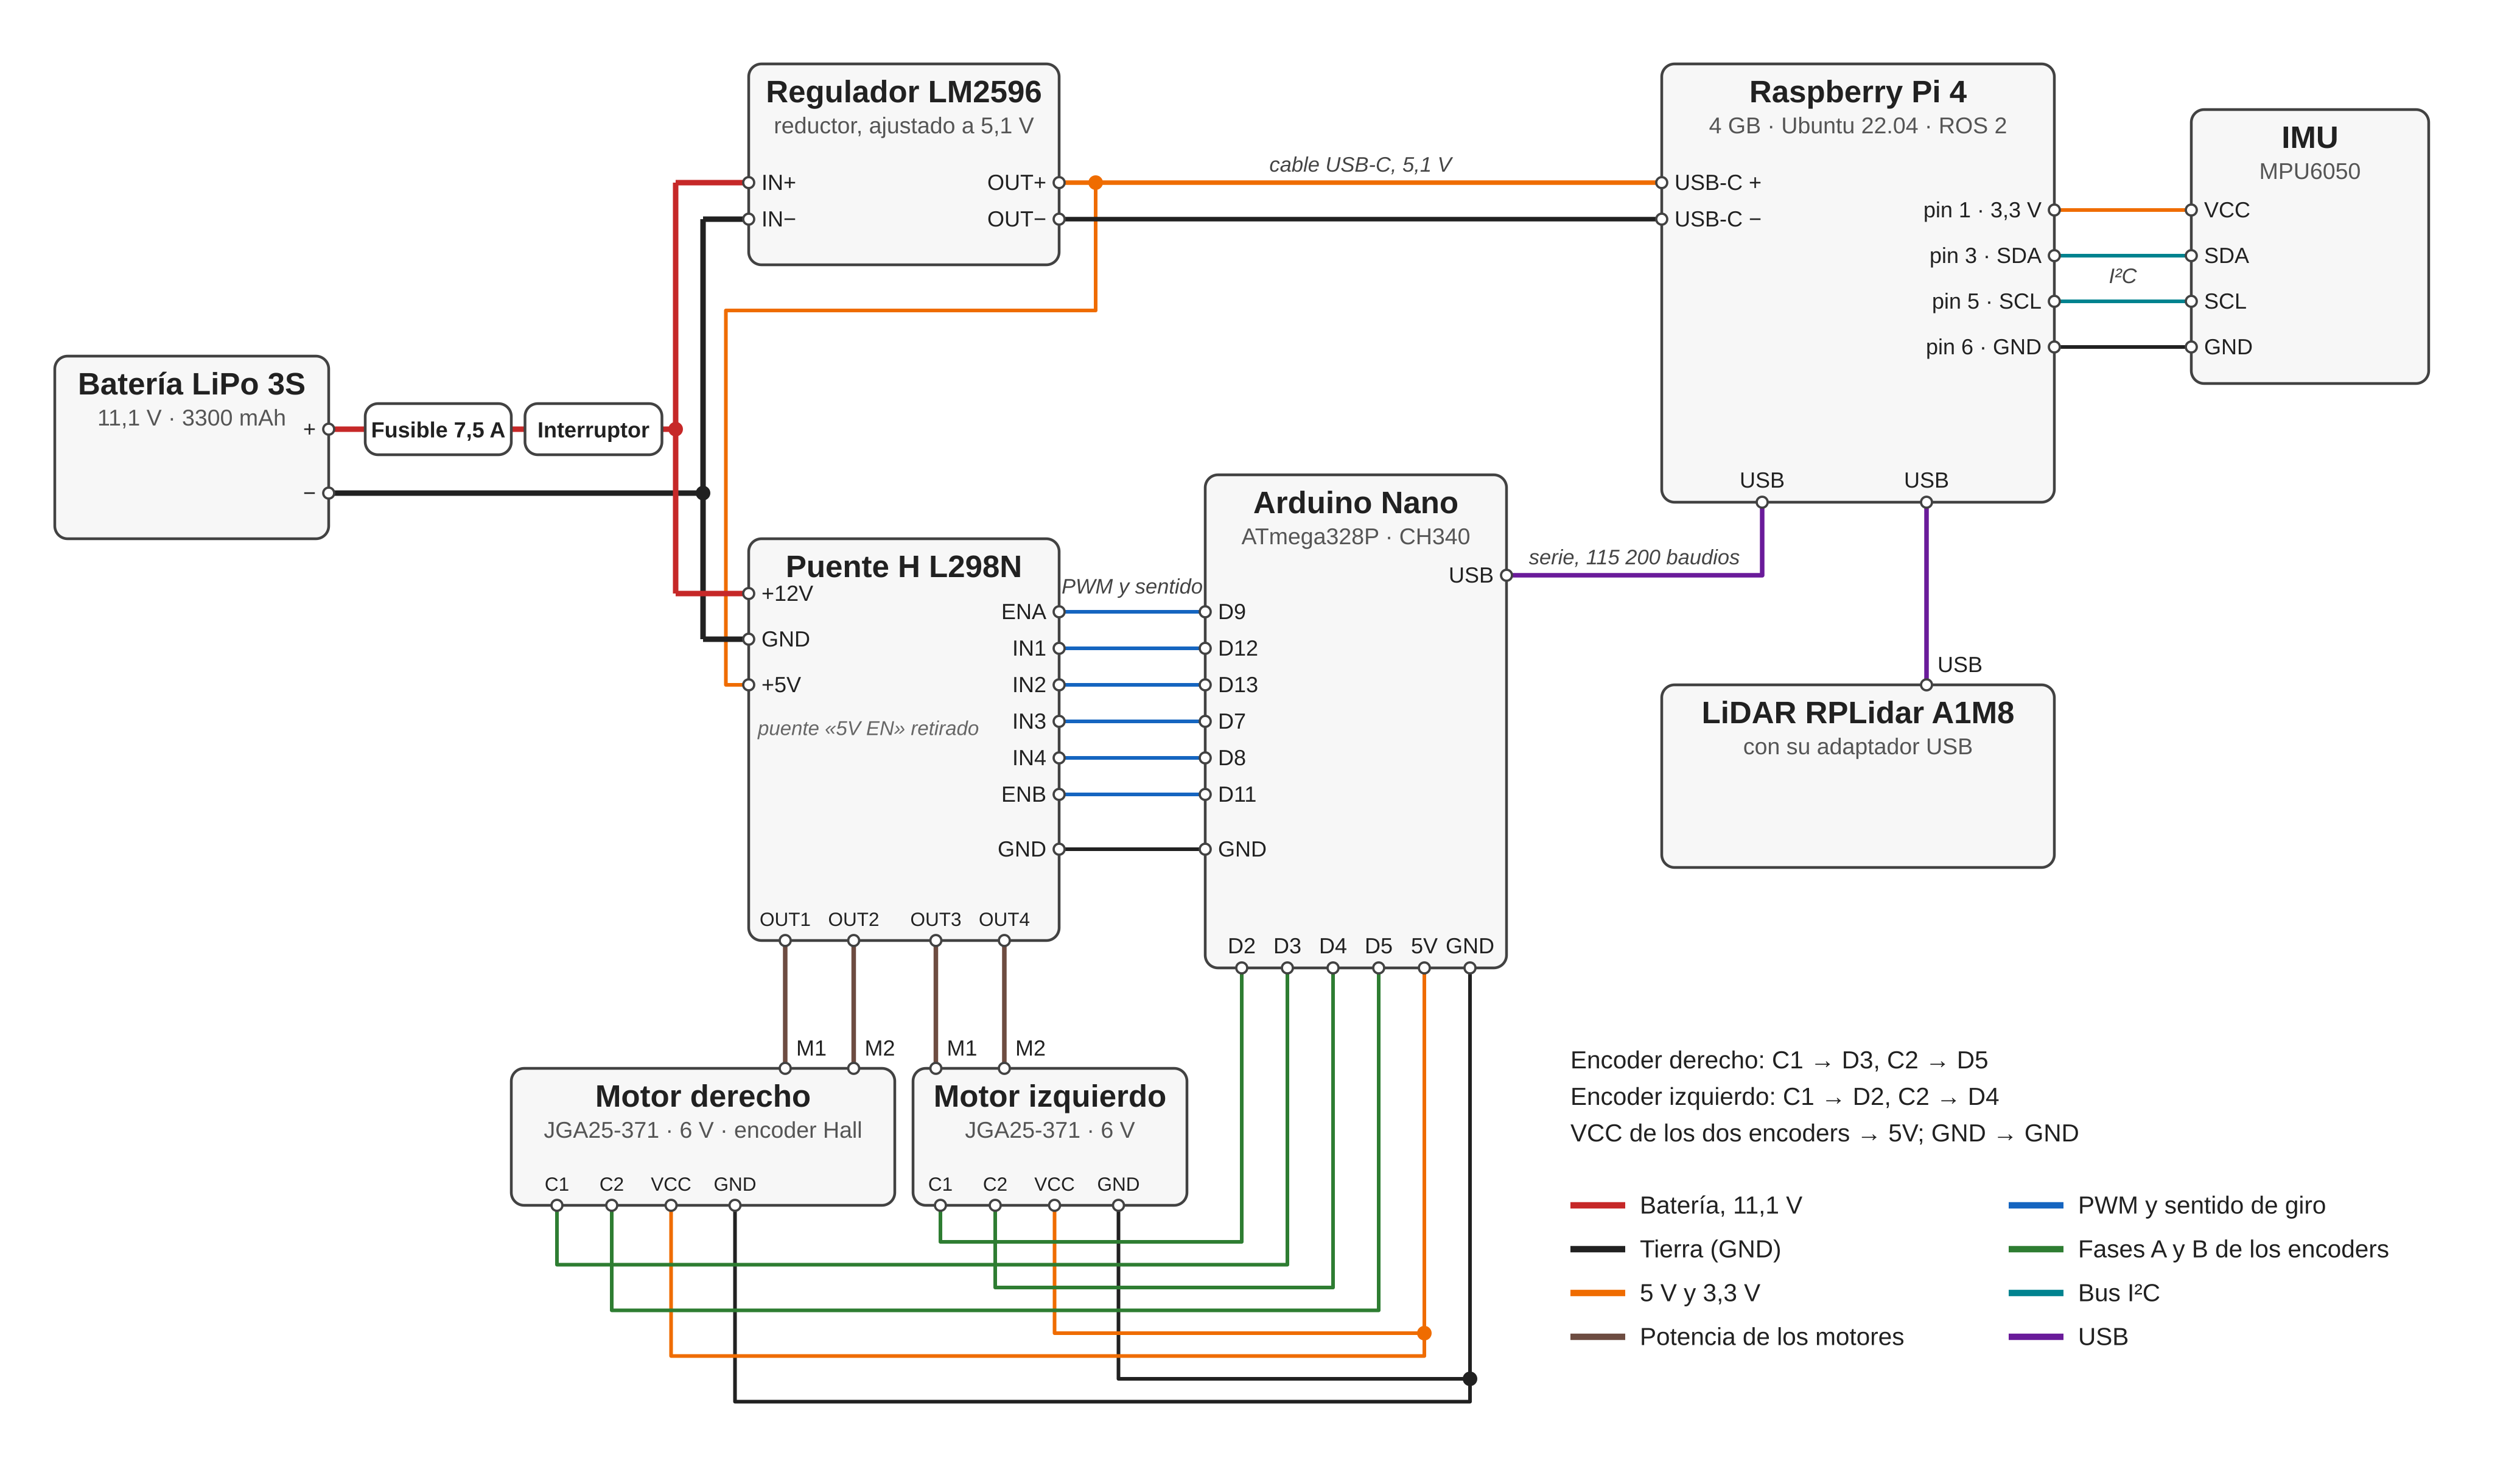 Regulador LM2596
reductor, ajustado a 5,1 V
IN+
OUT+
IN−
OUT−
cable USB-C, 5,1 V
Raspberry Pi 4
4 GB · Ubuntu 22.04 · ROS 2
USB-C +
USB-C −
pin 1 · 3,3 V
pin 3 · SDA
pin 5 · SCL
pin 6 · GND
USB
USB
I²C
IMU
MPU6050
VCC
SDA
SCL
GND
Batería LiPo 3S
11,1 V · 3300 mAh
+
−
Fusible 7,5 A
Interruptor
Puente H L298N
+12V
GND
+5V
puente «5V EN» retirado
ENA
IN1
IN2
IN3
IN4
ENB
GND
OUT1
OUT2
OUT3
OUT4
PWM y sentido
Arduino Nano
ATmega328P · CH340
USB
D9
D12
D13
D7
D8
D11
GND
D2
D3
D4
D5
5V
GND
serie, 115 200 baudios
USB
LiDAR RPLidar A1M8
con su adaptador USB
M1
M2
M1
M2
Motor derecho
JGA25-371 · 6 V · encoder Hall
C1
C2
VCC
GND
Motor izquierdo
JGA25-371 · 6 V
C1
C2
VCC
GND
Encoder derecho: C1 → D3, C2 → D5
Encoder izquierdo: C1 → D2, C2 → D4
VCC de los dos encoders → 5V; GND → GND
Batería, 11,1 V
Tierra (GND)
5 V y 3,3 V
Potencia de los motores
PWM y sentido de giro
Fases A y B de los encoders
Bus I²C
USB